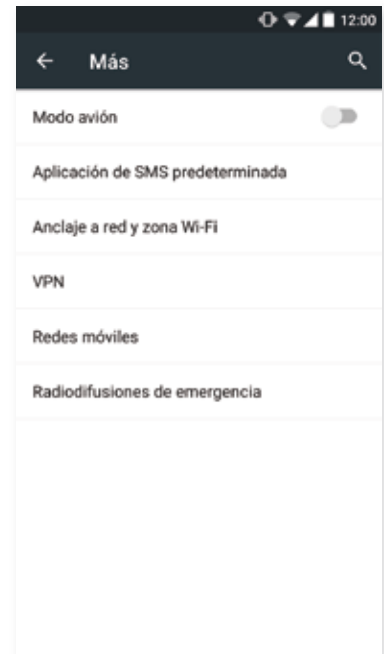 12:00
Más
Modo avión
Aplicación de SMS predeterminada
Anclaje a red y zona Wi-Fi
VPN
Redes móviles
Radiodifusiones de emergencia